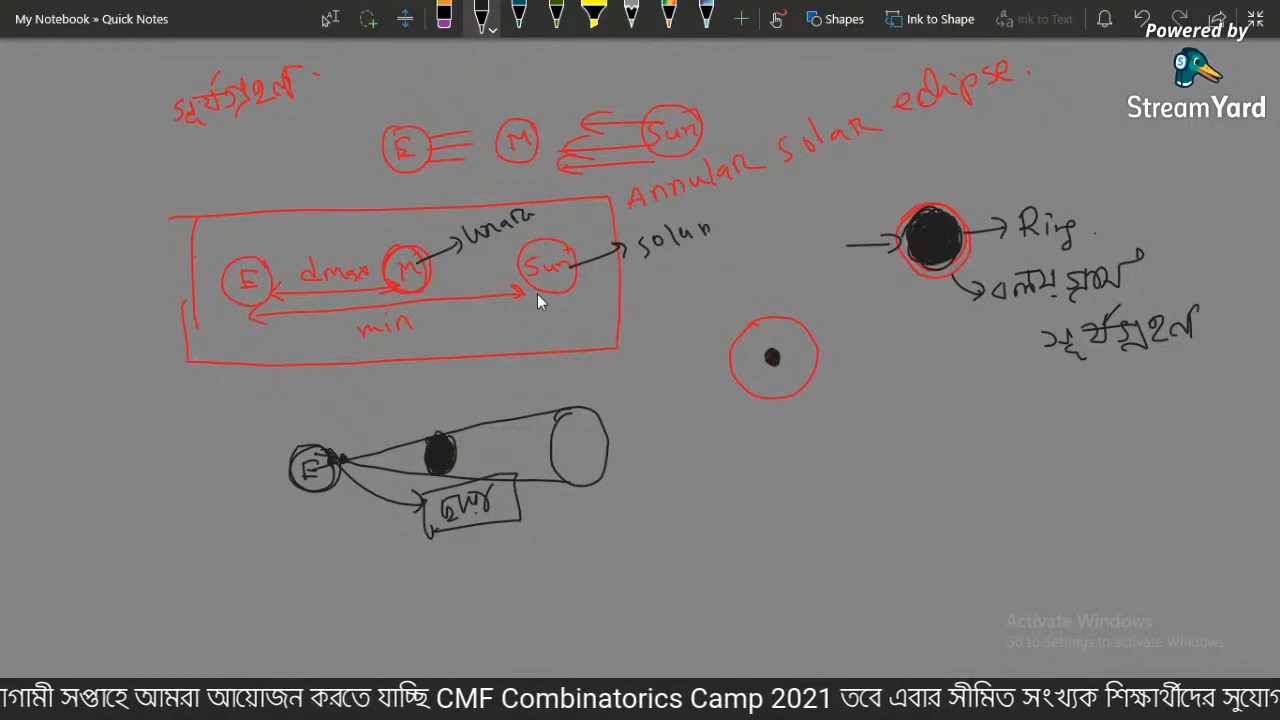 My Notebook » Quick Notes
Shapes
Ink to Shape
Ink to Text
Powered by
StreamYard
সূর্যগ্রহন
E M Sun
Annular solar eclipse.
E dmax M Sun
lunar
solar
min
Ring.
বলয় গ্রাস
সূর্যগ্রহন
E
ছায়া
Activate Windows
Go to Settings to activate Windows.
াগামী সপ্তাহে আমরা আয়োজন করতে যাচ্ছি CMF Combinatorics Camp 2021 তবে এবার সীমিত সংখ্যক শিক্ষার্থীদের সুযোগ